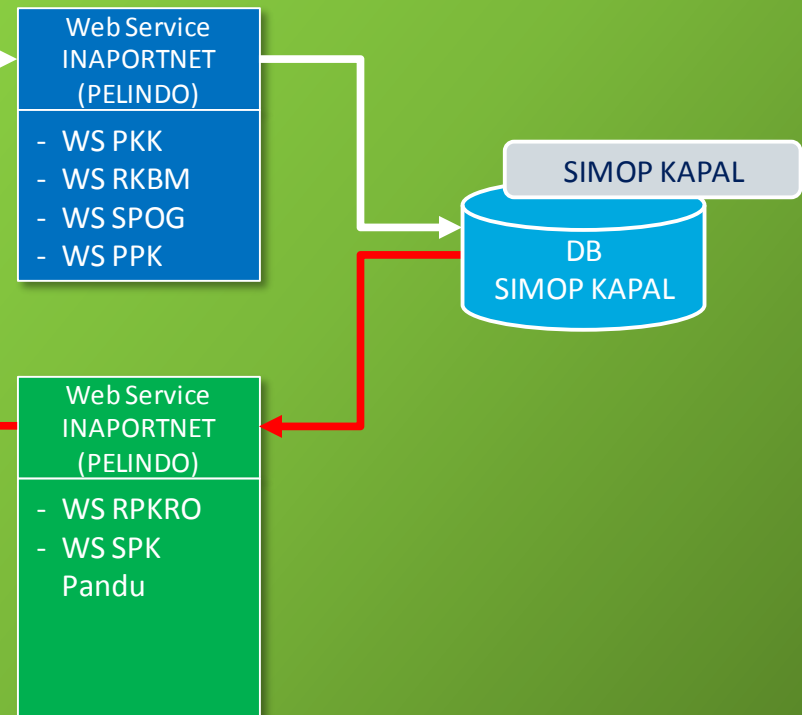 Web Service
INAPORTNET
(PELINDO)
- WS PKK
- WS RKBM
- WS SPOG
- WS PPK
SIMOP KAPAL
DB
SIMOP KAPAL
Web Service
INAPORTNET
(PELINDO)
- WS RPKRO
- WS SPK
Pandu